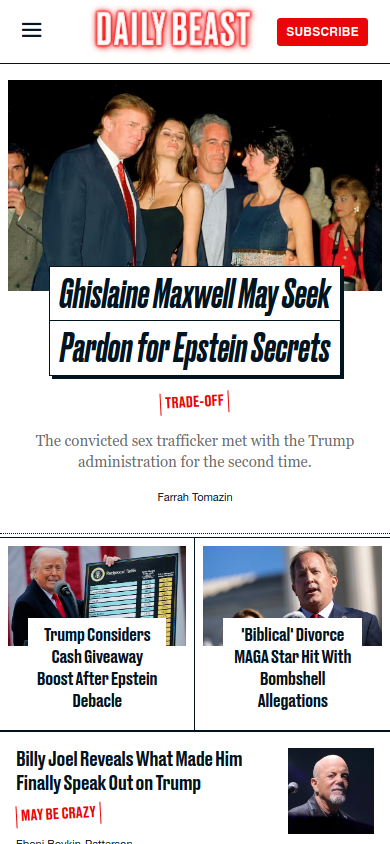 DAILY BEAST
SUBSCRIBE
Ghislaine Maxwell May Seek
Pardon for Epstein Secrets
TRADE-OFF
The convicted sex trafficker met with the Trump
administration for the second time.
Farrah Tomazin
Trump Considers
Cash Giveaway
Boost After Epstein
Debacle
'Biblical' Divorce
MAGA Star Hit With
Bombshell
Allegations
Billy Joel Reveals What Made Him
Finally Speak Out on Trump
MAY BE CRAZY
Eboni Boykin-Patterson